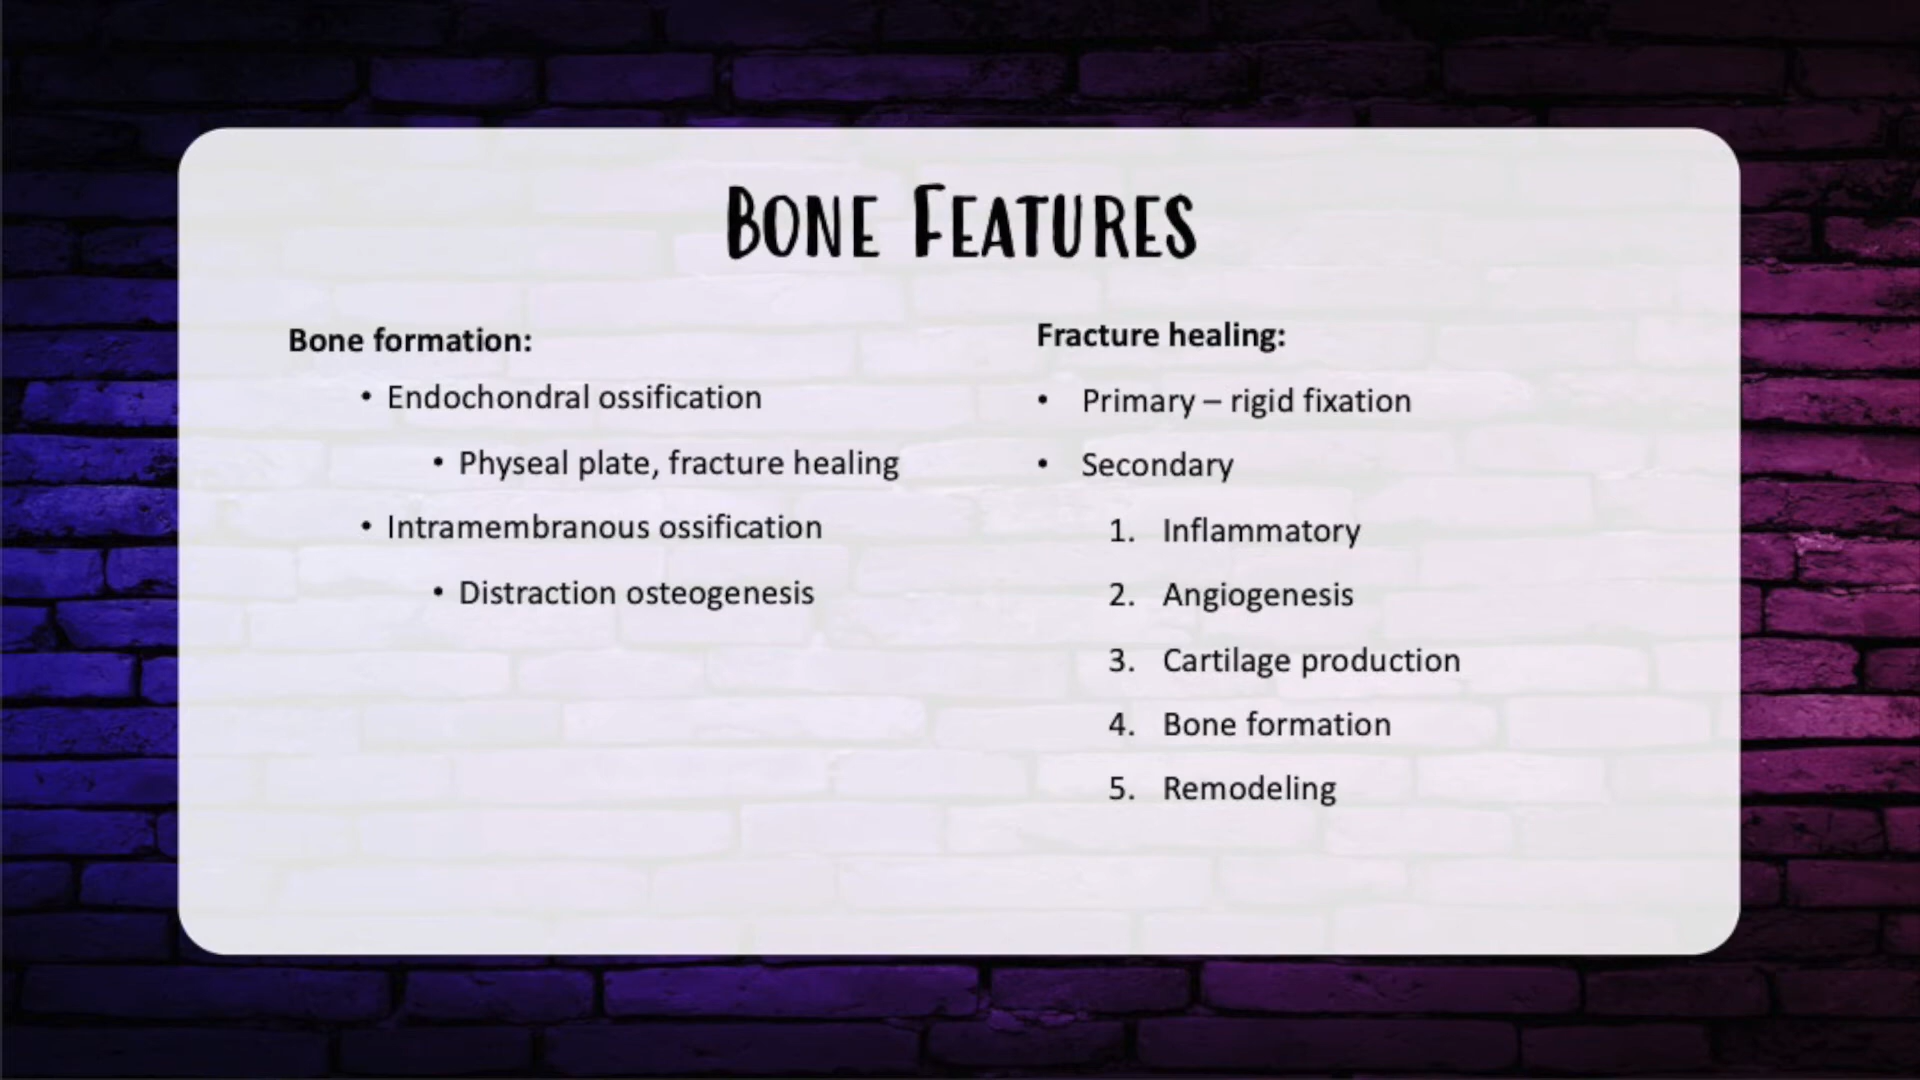 BONE FEATURES
Bone formation:
• Endochondral ossification
• Physeal plate, fracture healing
• Intramembranous ossification
• Distraction osteogenesis
Fracture healing:
• Primary – rigid fixation
• Secondary
1. Inflammatory
2. Angiogenesis
3. Cartilage production
4. Bone formation
5. Remodeling